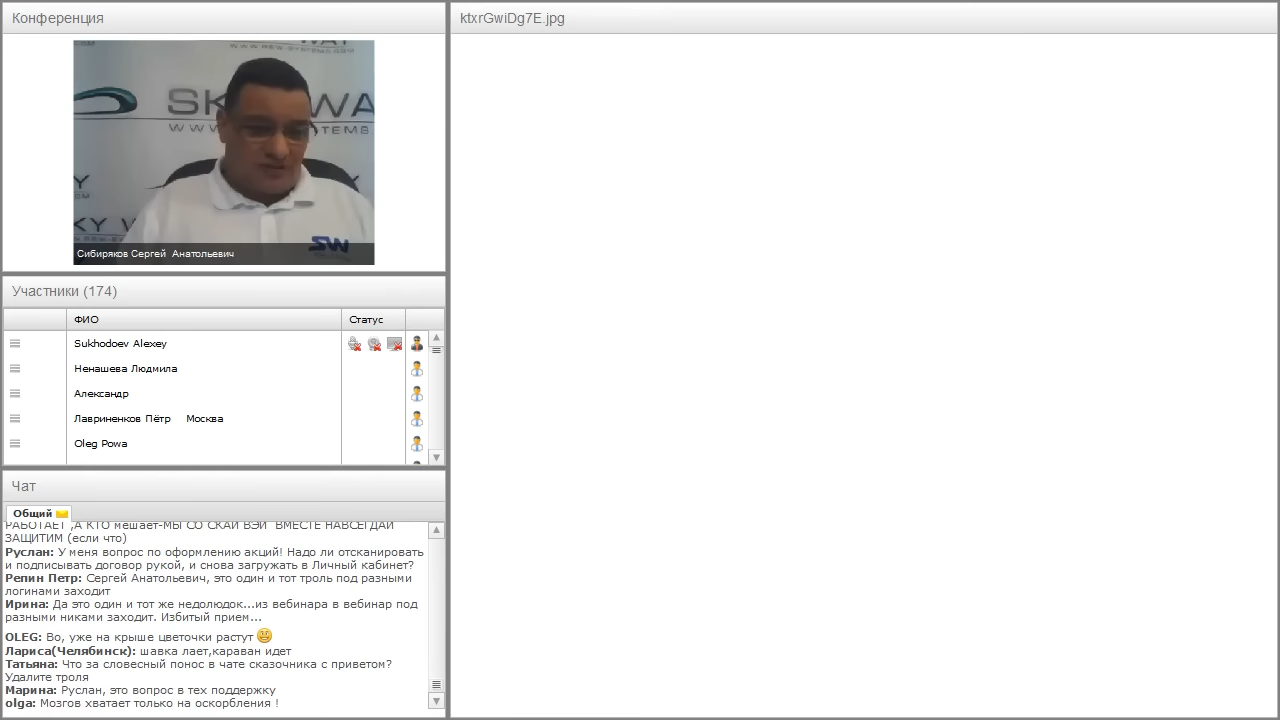 Конференция
ktxrGwiDg7E.jpg
WAY
SKY WAY
SW
Сибиряков Сергей Анатольевич
Участники (174)
ФИО
Статус
Sukhodoev Alexey
Ненашева Людмила
Александр
Лавриненков Пётр Москва
Oleg Powa
Чат
Общий
РАБОТАЕТ ,А КТО мешает-МЫ СО СКАЙ ВЭЙ ВМЕСТЕ НАВСЕГДАЙ
ЗАЩИТИМ (если что)
Руслан: У меня вопрос по оформлению акций! Надо ли отсканировать
и подписывать договор рукой, и снова загружать в Личный кабинет?
Репин Петр: Сергей Анатольевич, это один и тот троль под разными
логинами заходит
Ирина: Да это один и тот же недолюдок...из вебинара в вебинар под
разными никами заходит. Избитый прием...
OLEG: Во, уже на крыше цветочки растут
Лариса(Челябинск): шавка лает,караван идет
Татьяна: Что за словесный понос в чате сказочника с приветом?
Удалите троля
Марина: Руслан, это вопрос в тех поддержку
olga: Мозгов хватает только на оскорбления !